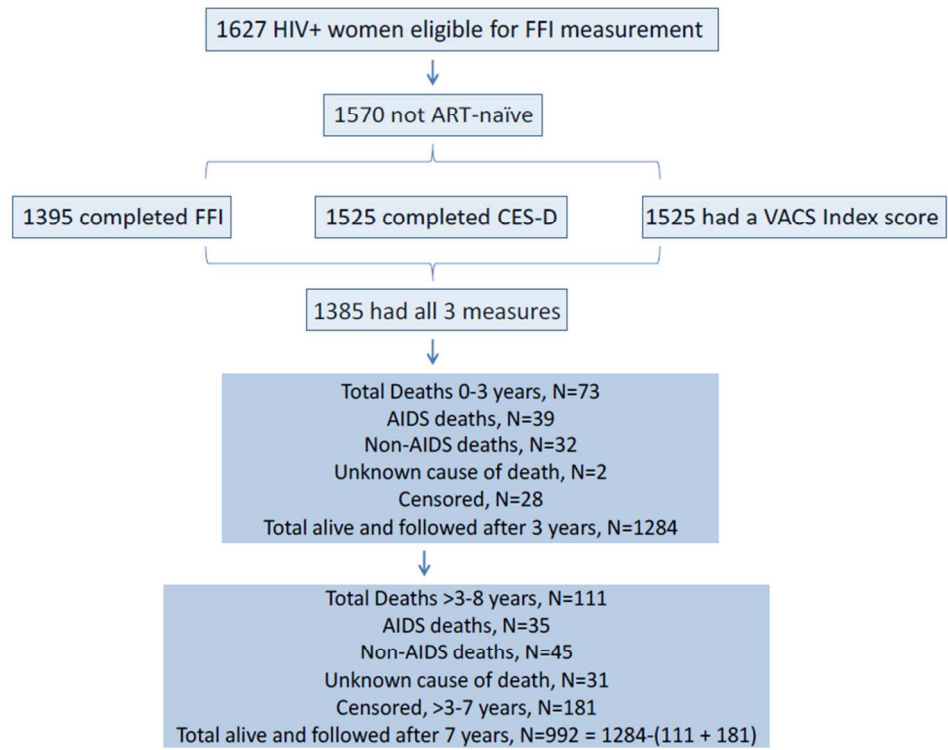 1627 HIV+ women eligible for FFI measurement
1570 not ART-naïve
1395 completed FFI
1525 completed CES-D
1525 had a VACS Index score
1385 had all 3 measures
Total Deaths 0-3 years, N=73
AIDS deaths, N=39
Non-AIDS deaths, N=32
Unknown cause of death, N=2
Censored, N=28
Total alive and followed after 3 years, N=1284
Total Deaths >3-8 years, N=111
AIDS deaths, N=35
Non-AIDS deaths, N=45
Unknown cause of death, N=31
Censored, >3-7 years, N=181
Total alive and followed after 7 years, N=992 = 1284-(111 + 181)